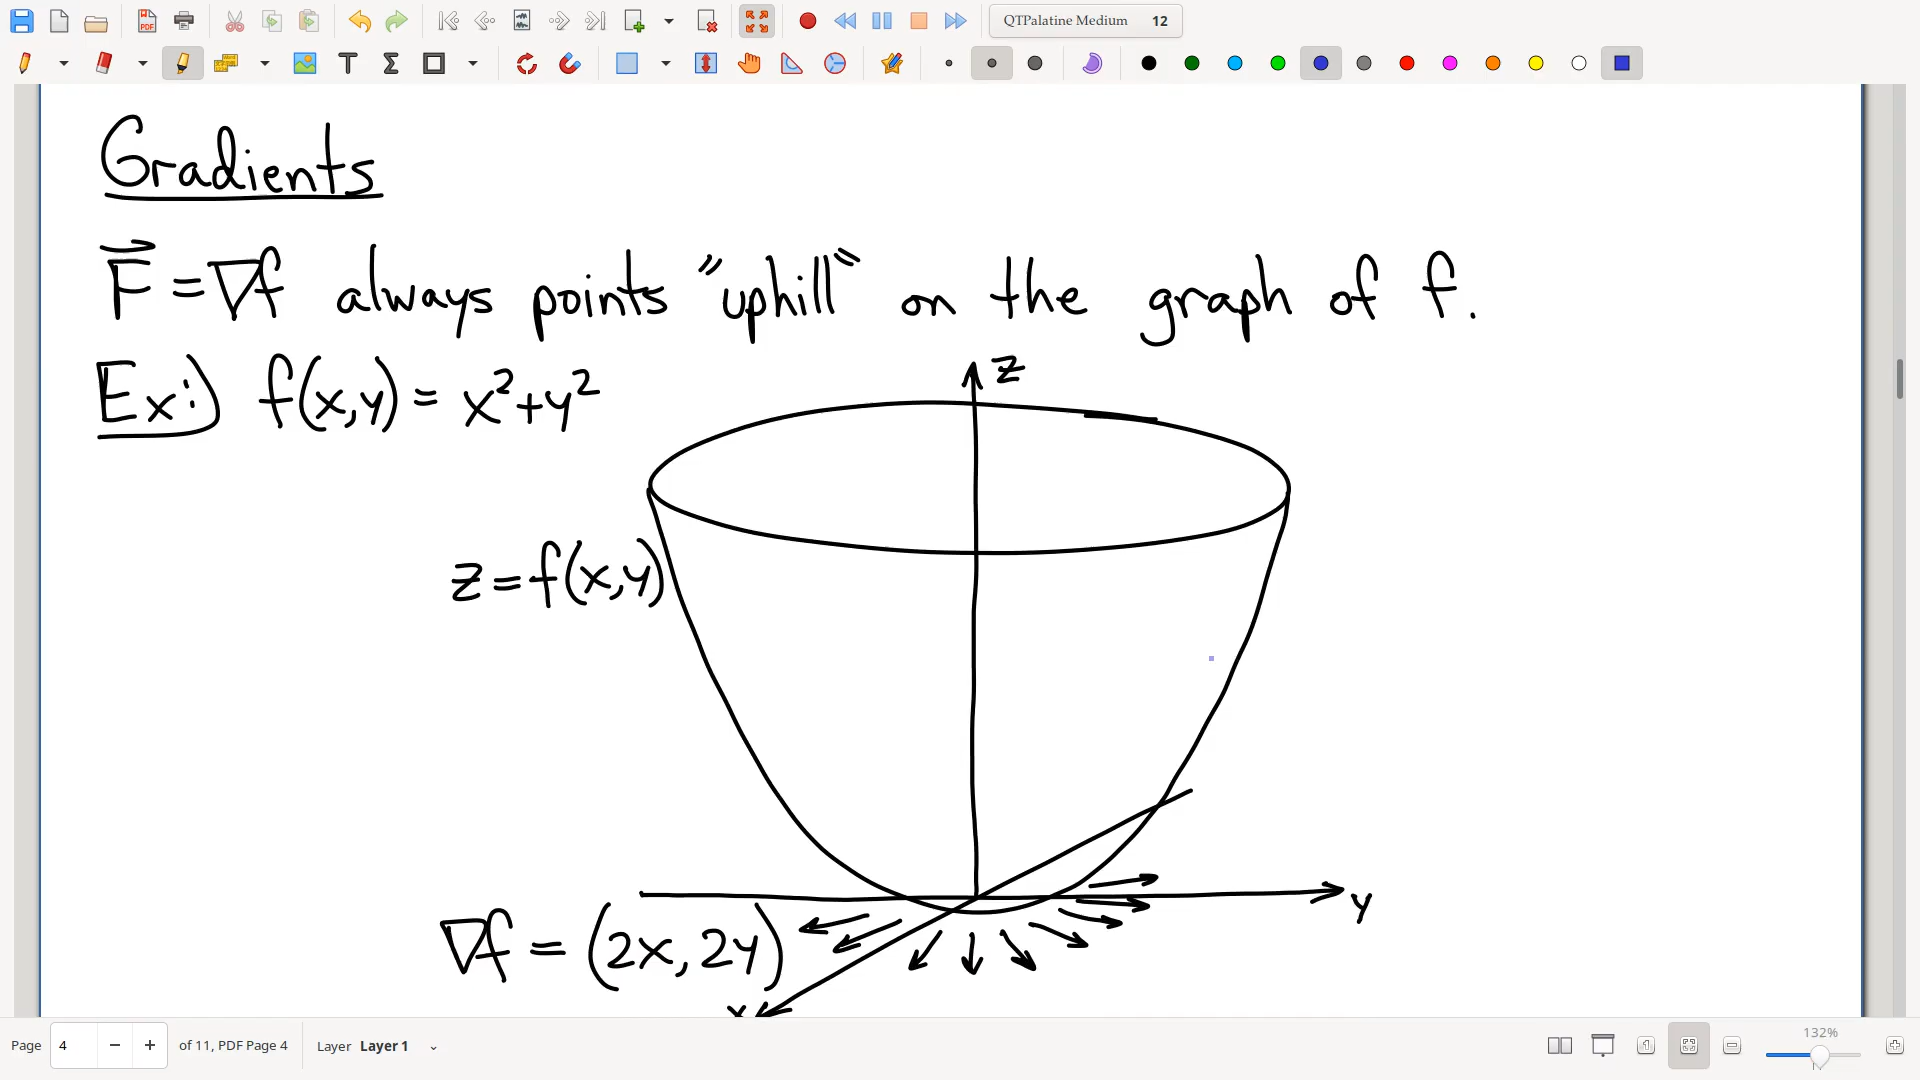 QTPalatine Medium 12
Gradients
F⃗ = ∇f always points "uphill" on the graph of f.
Ex:) f(x,y) = x²+y²
z
z = f(x,y)
y
∇f = (2x, 2y)
x
Page 4 of 11, PDF Page 4 Layer Layer 1 132%